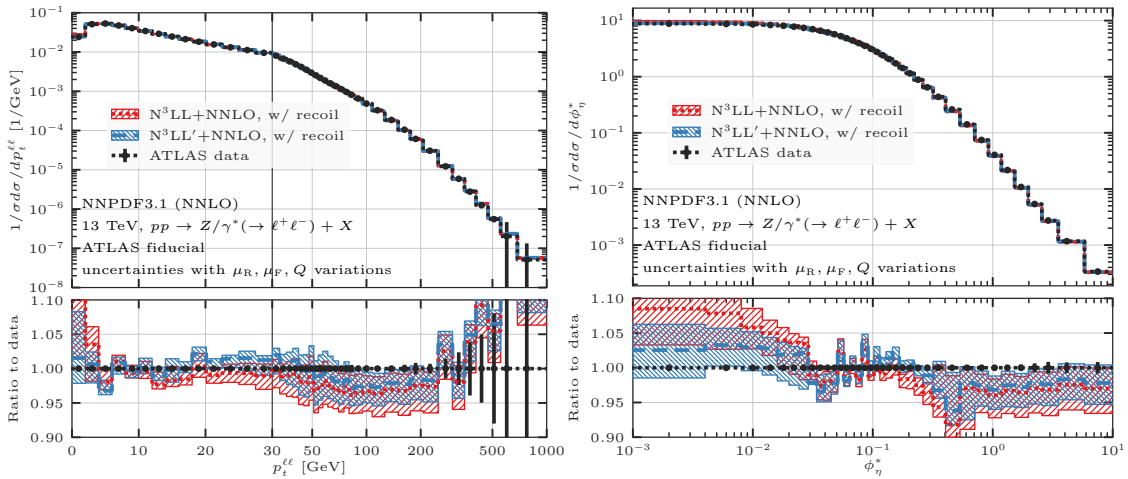 1/σdσ/dp_t^{ℓℓ} [1/GeV]
10^{−1}
10^{−2}
10^{−3}
10^{−4}
10^{−5}
10^{−6}
10^{−7}
10^{−8}
N³LL+NNLO, w/ recoil
N³LL′+NNLO, w/ recoil
ATLAS data
NNPDF3.1 (NNLO)
13 TeV, pp → Z/γ*(→ ℓ⁺ℓ⁻) + X
ATLAS fiducial
uncertainties with μ_R, μ_F, Q variations
Ratio to data
1.10
1.05
1.00
0.95
0.90
0 10 20 30 60 100 200 500 1000
p_t^{ℓℓ} [GeV]
1/σdσ/dφ*_η
10^1
10^0
10^{−1}
10^{−2}
10^{−3}
N³LL+NNLO, w/ recoil
N³LL′+NNLO, w/ recoil
ATLAS data
NNPDF3.1 (NNLO)
13 TeV, pp → Z/γ*(→ ℓ⁺ℓ⁻) + X
ATLAS fiducial
uncertainties with μ_R, μ_F, Q variations
Ratio to data
1.10
1.05
1.00
0.95
0.90
10^{−3} 10^{−2} 10^{−1} 10^0 10^1
φ*_η